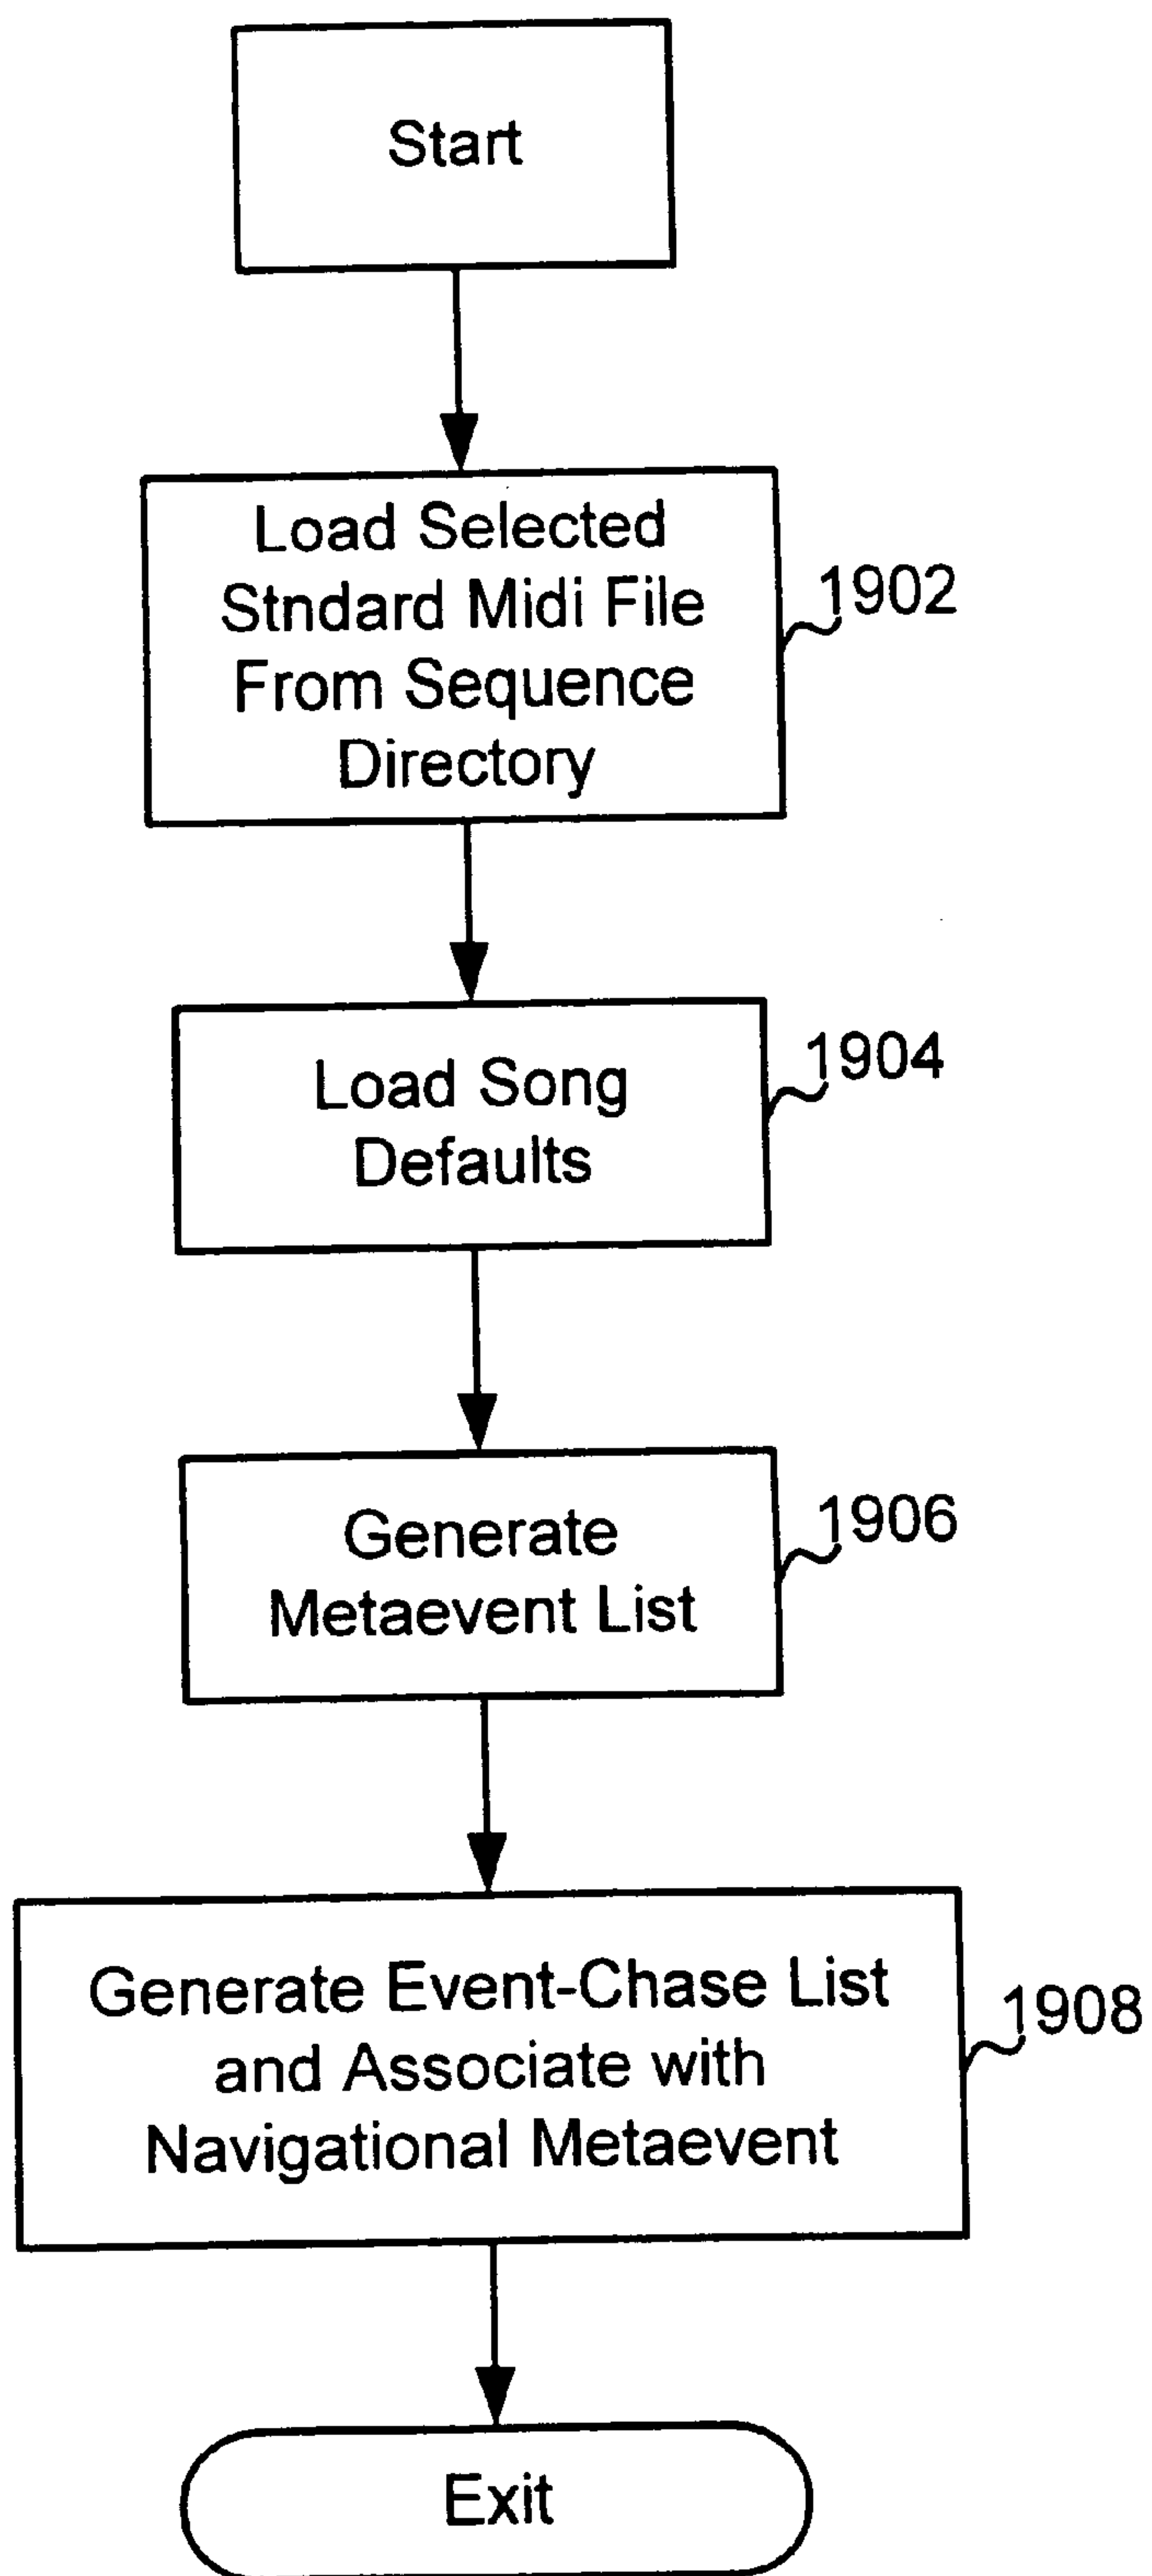 Start
Load Selected
Stndard Midi File
From Sequence
Directory
1902
Load Song
Defaults
1904
Generate
Metaevent List
1906
Generate Event-Chase List
and Associate with
Navigational Metaevent
1908
Exit